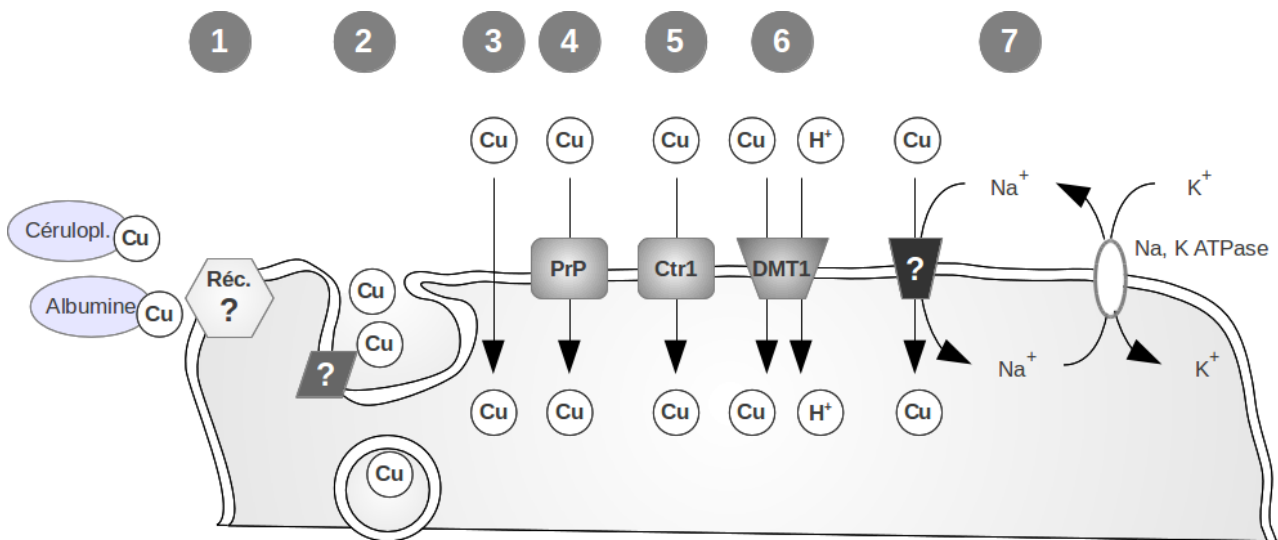 1 2 3 4 5 6 7
Cu Cu Cu Cu Cu H+ Cu
Na+ K+
Cérulopl. Cu
Na, K ATPase
Réc. ? PrP Ctr1 DMT1 ?
Albumine Cu
Cu
Cu
?
Na+ K+
Cu Cu Cu Cu H+ Cu
Cu